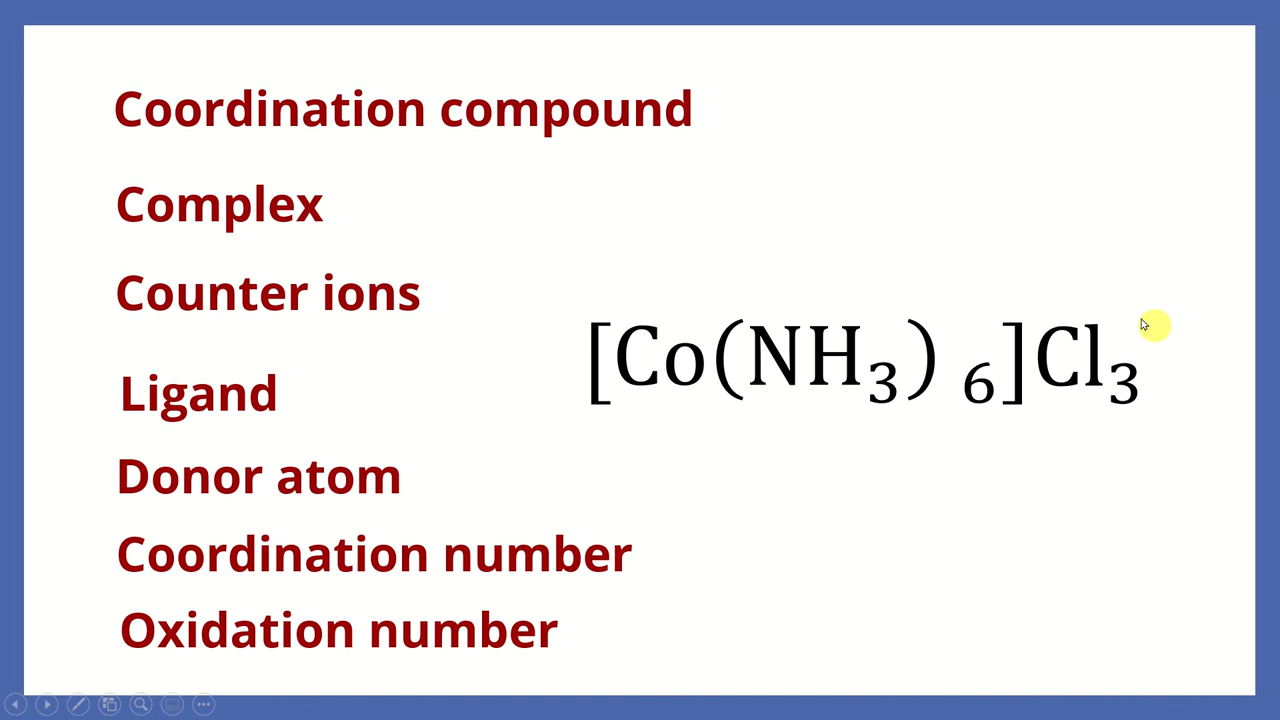 Coordination compound
Complex
Counter ions
[Co(NH₃) ₆]Cl₃
Ligand
Donor atom
Coordination number
Oxidation number